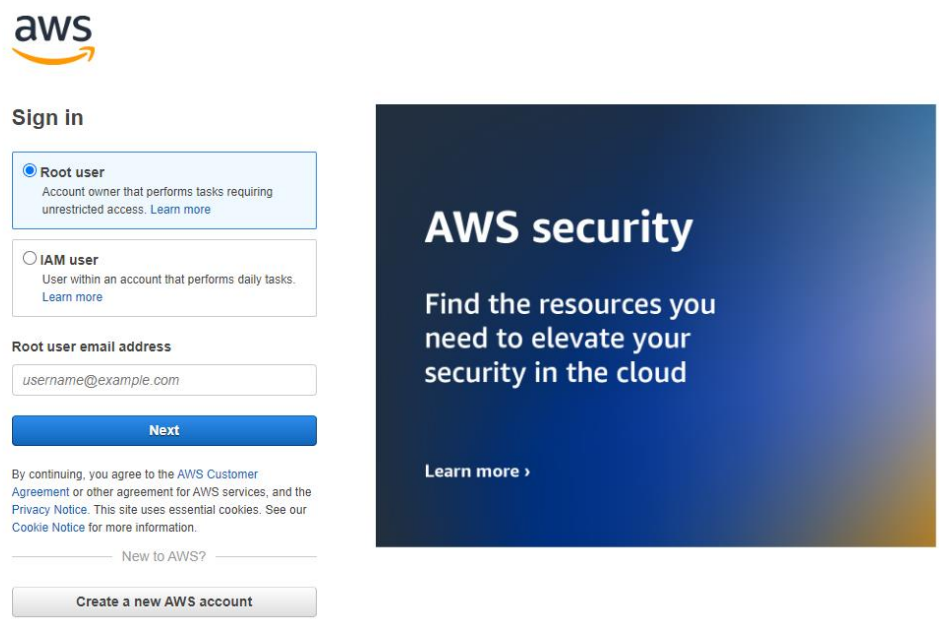 aws
Sign in
Root user
Account owner that performs tasks requiring
unrestricted access. Learn more
IAM user
User within an account that performs daily tasks.
Learn more
Root user email address
username@example.com
Next
By continuing, you agree to the AWS Customer
Agreement or other agreement for AWS services, and the
Privacy Notice. This site uses essential cookies. See our
Cookie Notice for more information.
New to AWS?
Create a new AWS account
AWS security
Find the resources you
need to elevate your
security in the cloud
Learn more ›